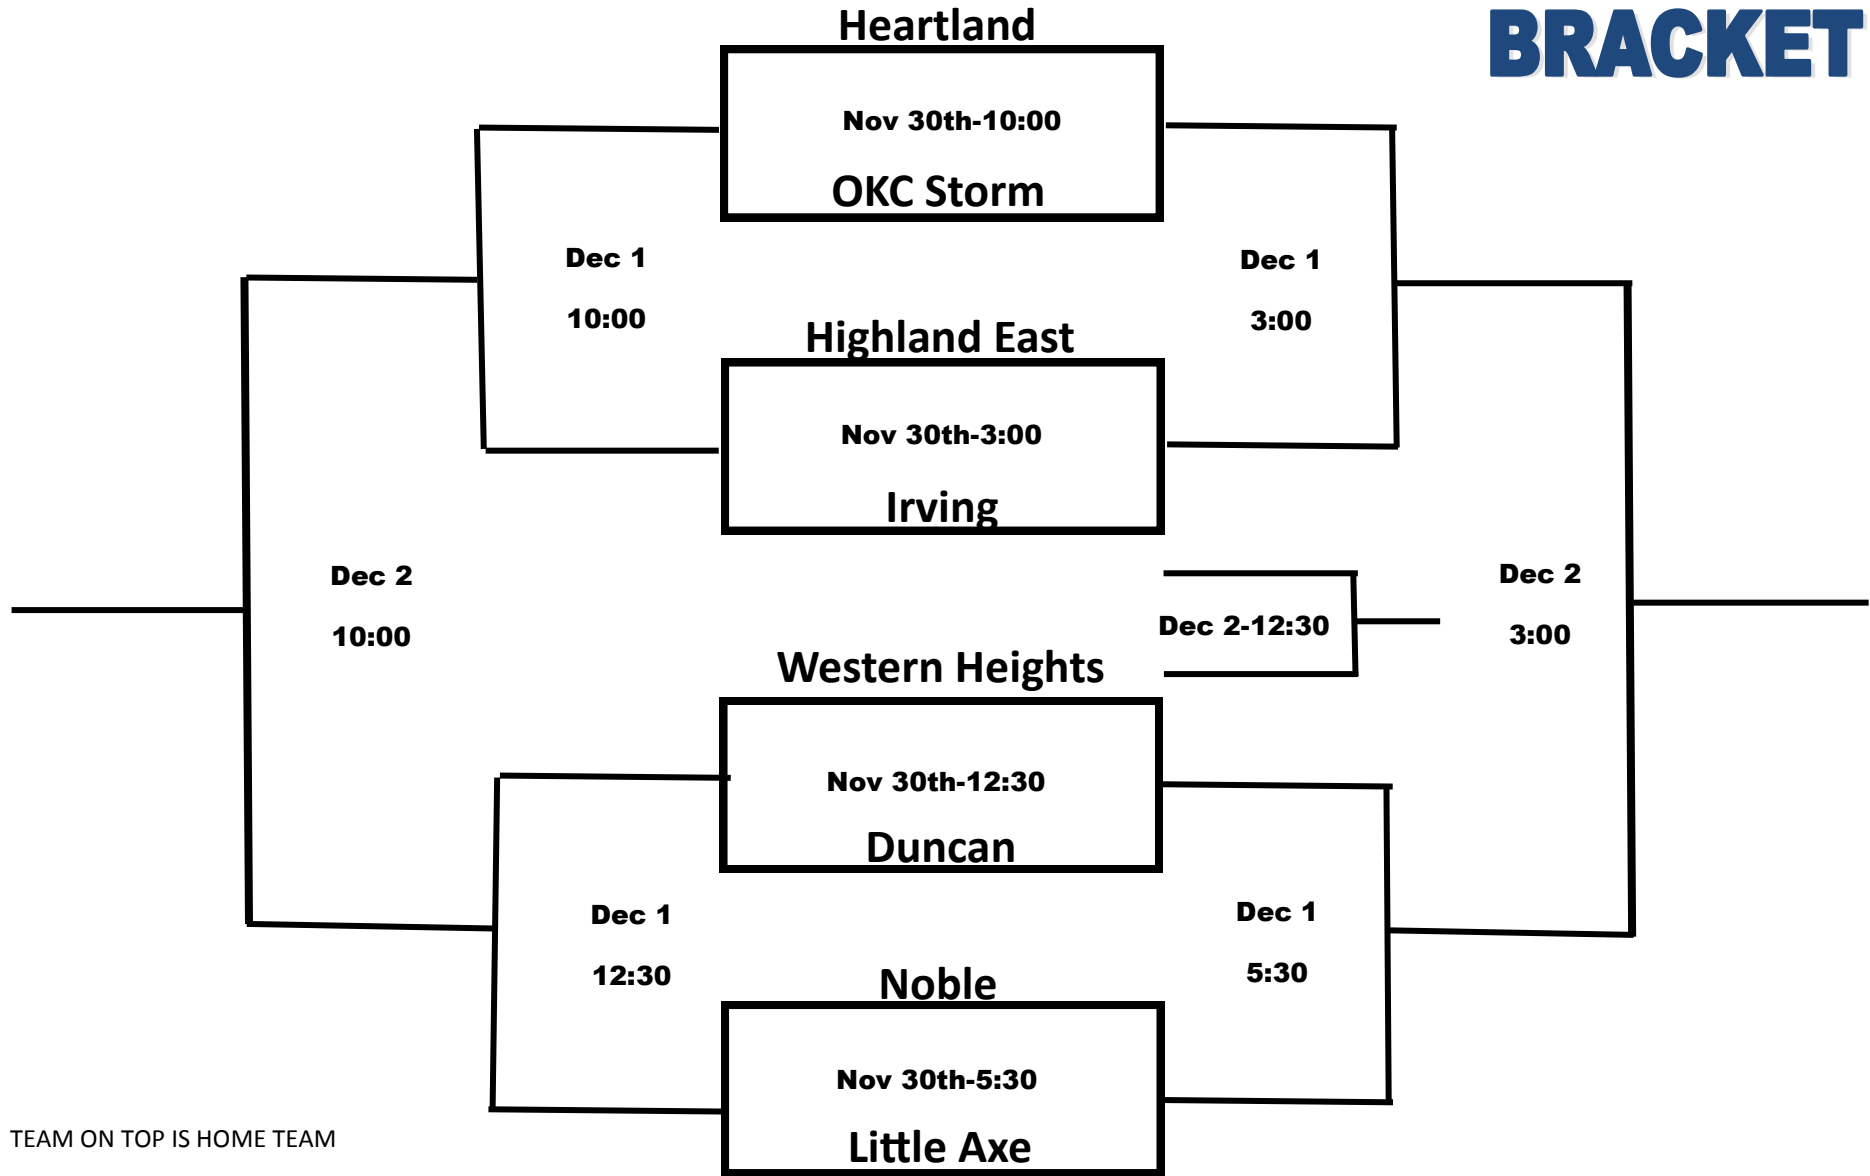 BRACKET
Heartland
Nov 30th-10:00
OKC Storm
Dec 1
10:00
Dec 1
3:00
Highland East
Nov 30th-3:00
Irving
Dec 2
10:00
Dec 2-12:30
Dec 2
3:00
Western Heights
Nov 30th-12:30
Duncan
Dec 1
12:30
Dec 1
5:30
Noble
Nov 30th-5:30
Little Axe
TEAM ON TOP IS HOME TEAM